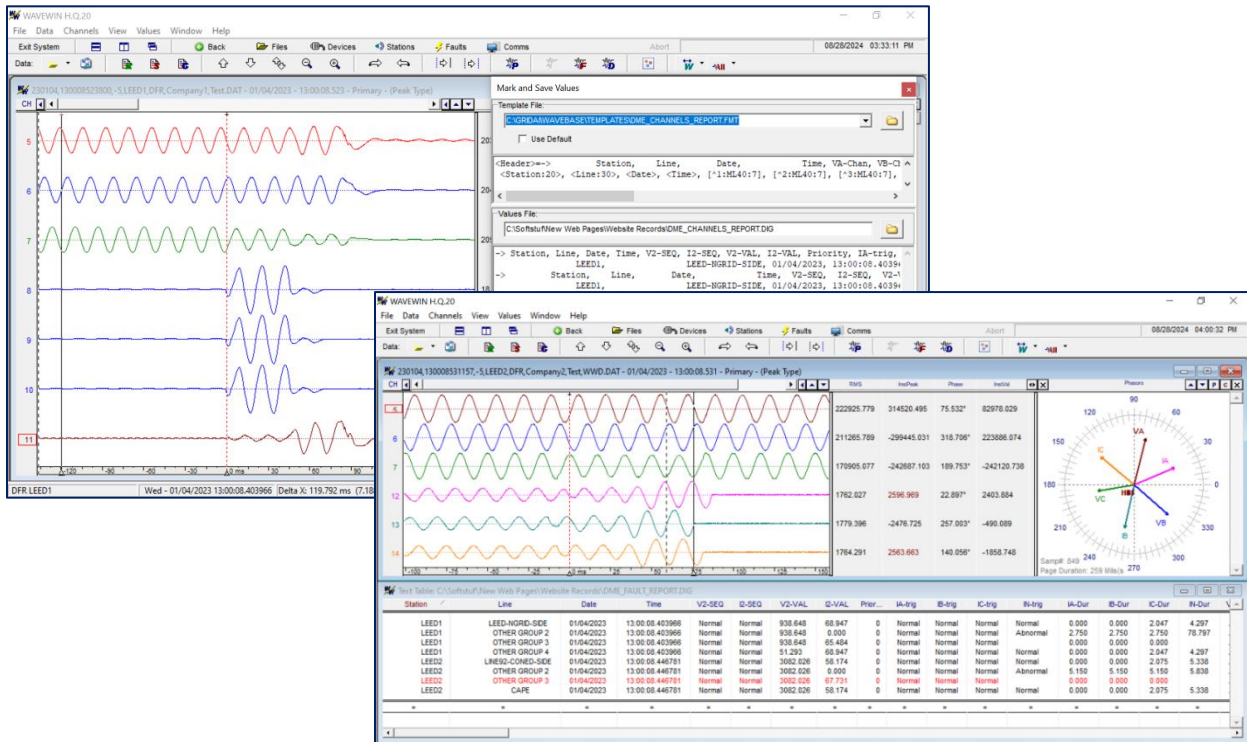 WAVEWIN H.Q.20
File Data Channels View Values Window Help
Exit System Back Files Devices Stations Faults Comms Abort 08/28/2024 03:33:11 PM
Data:
230104,130008523800,-5,LEED1,DFR,Company1,Test.DAT - 01/04/2023 - 13:00:08.523 - Primary - (Peak Type)
CH
5
6
7
8
9
10
11
-120 -90 -60 -30 0 ms 30 60 90
DFR LEED1 Wed - 01/04/2023 13:00:08.403966 Delta X: 119.792 ms
Mark and Save Values
Template File:
C:\GRIDAI\WAVEBASE\TEMPLATES\DME_CHANNELS_REPORT.FMT
Use Default
<Header>=-> Station, Line, Date, Time, VA-Chan,
<Station:20>, <Line:30>, <Date>, <Time>, [^1:ML40:7], [^2:ML40:7], [^3:ML40:7],
Values File:
C:\Softstuf\New Web Pages\Website Records\DME_CHANNELS_REPORT.DIG
-> Station, Line, Date, Time, V2-SEQ, I2-SEQ, V2-VAL, I2-VAL, Priority, IA-trig,
LEED1, LEED-NGRID-SIDE, 01/04/2023,
-> Station, Line, Date, Time, V2-SEQ, I2-SEQ,
LEED1, LEED-NGRID-SIDE, 01/04/2023,
WAVEWIN H.Q.20
File Data Channels View Values Window Help
Exit System Back Files Devices Stations Faults Comms Abort 08/28/2024 04:00:32 PM
Data:
230104,130008531157,-5,LEED2,DFR,Company2,Test,WWD.DAT - 01/04/2023 - 13:00:08.531 - Primary - (Peak Type)
CH RMS InstPeak Phase InstVal Phasors P C X
5 222925.779 314520.495 75.532° 82978.029
6 211265.789 -299445.031 318.706° 223886.074
7 170905.077 -242687.103 189.753° -242120.738
12 1762.027 2596.969 22.897° 2403.884
13 1779.396 -2476.725 257.003° -490.089
14 1764.291 2563.663 140.056° -1858.748
-100 -75 -50 -25 0 ms 25 50 75 100 125 150
90
120 60
150 30
180 0
210 330
240 300
270
VA
IA
IC
VC
VB
IB
Samp#: 849
Page Duration: 259 Mils/s
Test Table: C:\Softstuf\New Web Pages\Website Records\DME_FAULT_REPORT.DIG
Station Line Date Time V2-SEQ I2-SEQ V2-VAL I2-VAL Prior... IA-trig IB-trig IC-trig IN-trig IA-Dur IB-Dur IC-Dur IN-Dur
LEED1 LEED-NGRID-SIDE 01/04/2023 13:00:08.403966 Normal Normal 938.648 68.947 0 Normal Normal Normal Normal 0.000 0.000 2.047 4.297
LEED1 OTHER GROUP 2 01/04/2023 13:00:08.403966 Normal Normal 938.648 0.000 0 Normal Normal Normal Abnormal 2.750 2.750 2.750 78.797
LEED1 OTHER GROUP 3 01/04/2023 13:00:08.403966 Normal Normal 938.648 65.484 0 Normal Normal Normal 0.000 0.000 0.000
LEED1 OTHER GROUP 4 01/04/2023 13:00:08.403966 Normal Normal 51.293 68.947 0 Normal Normal Normal Normal 0.000 0.000 2.047 4.297
LEED2 LINE92-CONED-SIDE 01/04/2023 13:00:08.446781 Normal Normal 3082.026 58.174 0 Normal Normal Normal Normal 0.000 0.000 2.075 5.338
LEED2 OTHER GROUP 2 01/04/2023 13:00:08.446781 Normal Normal 3082.026 0.000 0 Normal Normal Normal Abnormal 5.150 5.150 5.150 5.838
LEED2 OTHER GROUP 3 01/04/2023 13:00:08.446781 Normal Normal 3082.026 67.731 0 Normal Normal Normal 0.000 0.000 0.000
LEED2 CAPE 01/04/2023 13:00:08.446781 Normal Normal 3082.026 58.174 0 Normal Normal Normal Normal 0.000 0.000 2.075 5.338